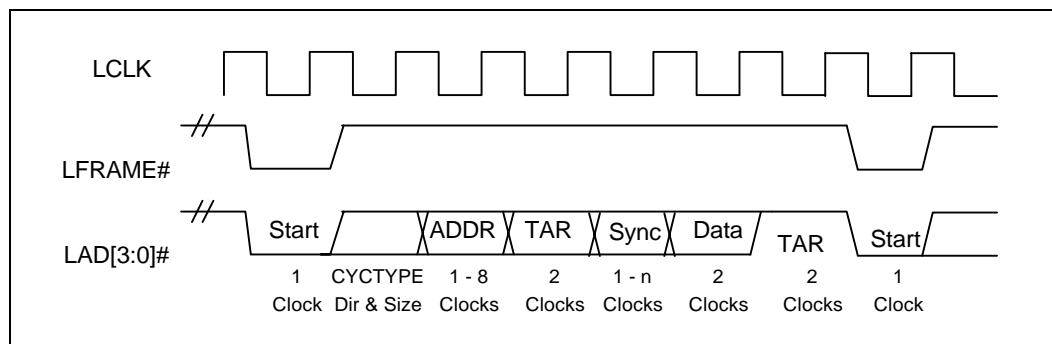 LCLK
LFRAME#
LAD[3:0]#
Start ADDR TAR Sync Data TAR Start
1 CYCTYPE 1 - 8 2 1 - n 2 2 1
Clock Dir & Size Clocks Clocks Clocks Clocks Clocks Clock